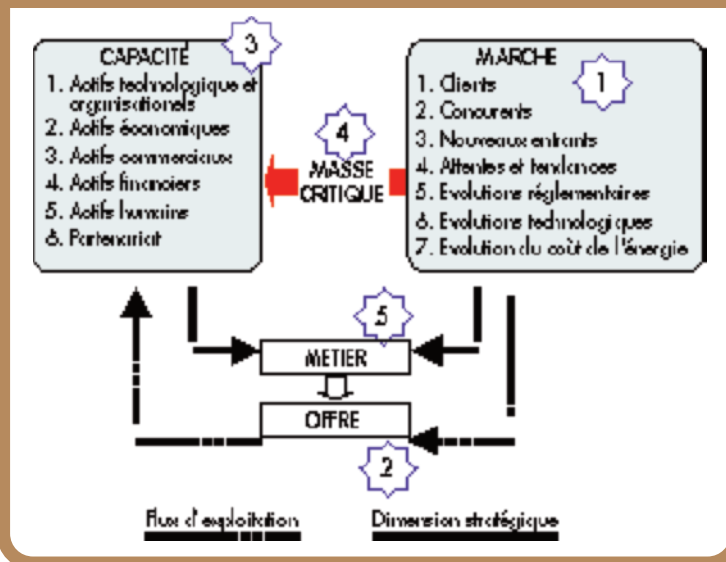 CAPACITÉ
3
1. Actifs technologique et
organisationels
2. Actifs économiques
3. Actifs commerciaux
4. Actifs financiers
5. Actifs humains
6. Partenariat
4
MASSE
CRITIQUE
MARCHE
1
1. Clients
2. Concurents
3. Nouveaux entrants
4. Attentes et tendances
5. Evolutions réglementaires
6. Evolutions technologiques
7. Evolution du coût de l'énergie
5
METIER
OFFRE
2
Flux d'exploitation
Dimension stratégique